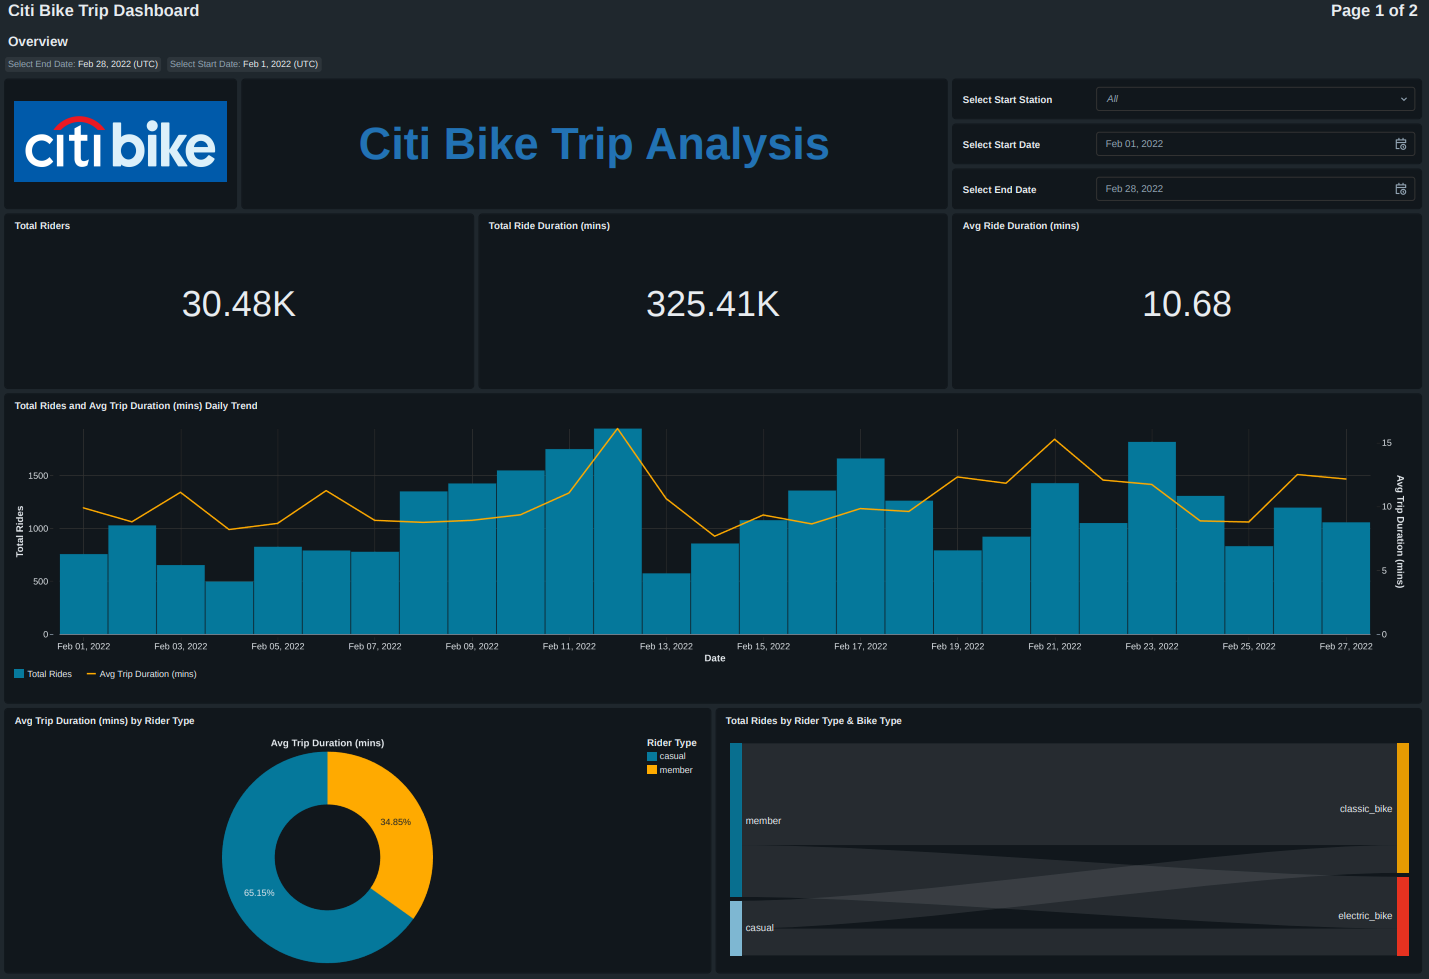 Citi Bike Trip Dashboard
Page 1 of 2
Overview
Select End Date: Feb 28, 2022 (UTC)
Select Start Date: Feb 1, 2022 (UTC)
citi bike
Citi Bike Trip Analysis
Select Start Station
All
Select Start Date
Feb 01, 2022
Select End Date
Feb 28, 2022
Total Riders
30.48K
Total Ride Duration (mins)
325.41K
Avg Ride Duration (mins)
10.68
Total Rides and Avg Trip Duration (mins) Daily Trend
Total Rides
1500
1000
500
0
15
10
5
0
Avg Trip Duration (mins)
Feb 01, 2022
Feb 03, 2022
Feb 05, 2022
Feb 07, 2022
Feb 09, 2022
Feb 11, 2022
Feb 13, 2022
Feb 15, 2022
Feb 17, 2022
Feb 19, 2022
Feb 21, 2022
Feb 23, 2022
Feb 25, 2022
Feb 27, 2022
Date
Total Rides
Avg Trip Duration (mins)
Avg Trip Duration (mins) by Rider Type
Avg Trip Duration (mins)
34.85%
65.15%
Rider Type
casual
member
Total Rides by Rider Type & Bike Type
member
casual
classic_bike
electric_bike